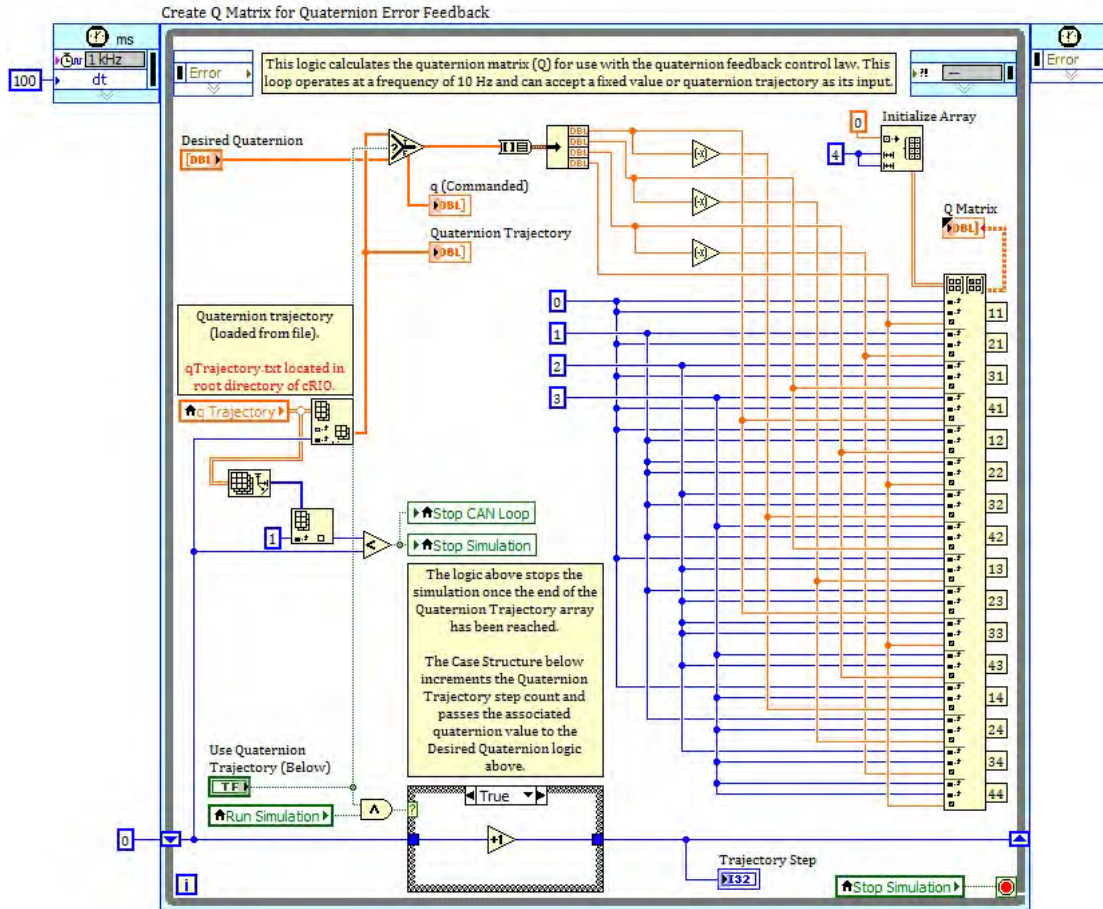 Create Q Matrix for Quaternion Error Feedback
ms
1 kHz
100
dt
Error
This logic calculates the quaternion matrix (Q) for use with the quaternion feedback control law. This
loop operates at a frequency of 10 Hz and can accept a fixed value or quaternion trajectory as its input.
?!
--
Error
Desired Quaternion
[DBL]
?
T
F
DBL
DBL
DBL
DBL
(-x)
(-x)
(-x)
0
Initialize Array
4
q (Commanded)
DBL]
Quaternion Trajectory
DBL]
Q Matrix
DBL]
Quaternion trajectory
(loaded from file).
qTrajectory.txt located in
root directory of cRIO.
q Trajectory
0
1
2
3
11
21
31
41
12
22
32
42
13
23
33
43
14
24
34
44
1
<
Stop CAN Loop
Stop Simulation
The logic above stops the
simulation once the end of the
Quaternion Trajectory array
has been reached.
The Case Structure below
increments the Quaternion
Trajectory step count and
passes the associated
quaternion value to the
Desired Quaternion logic
above.
Use Quaternion
Trajectory (Below)
TF
Run Simulation
∧
?
True
+1
0
i
Trajectory Step
I32
Stop Simulation